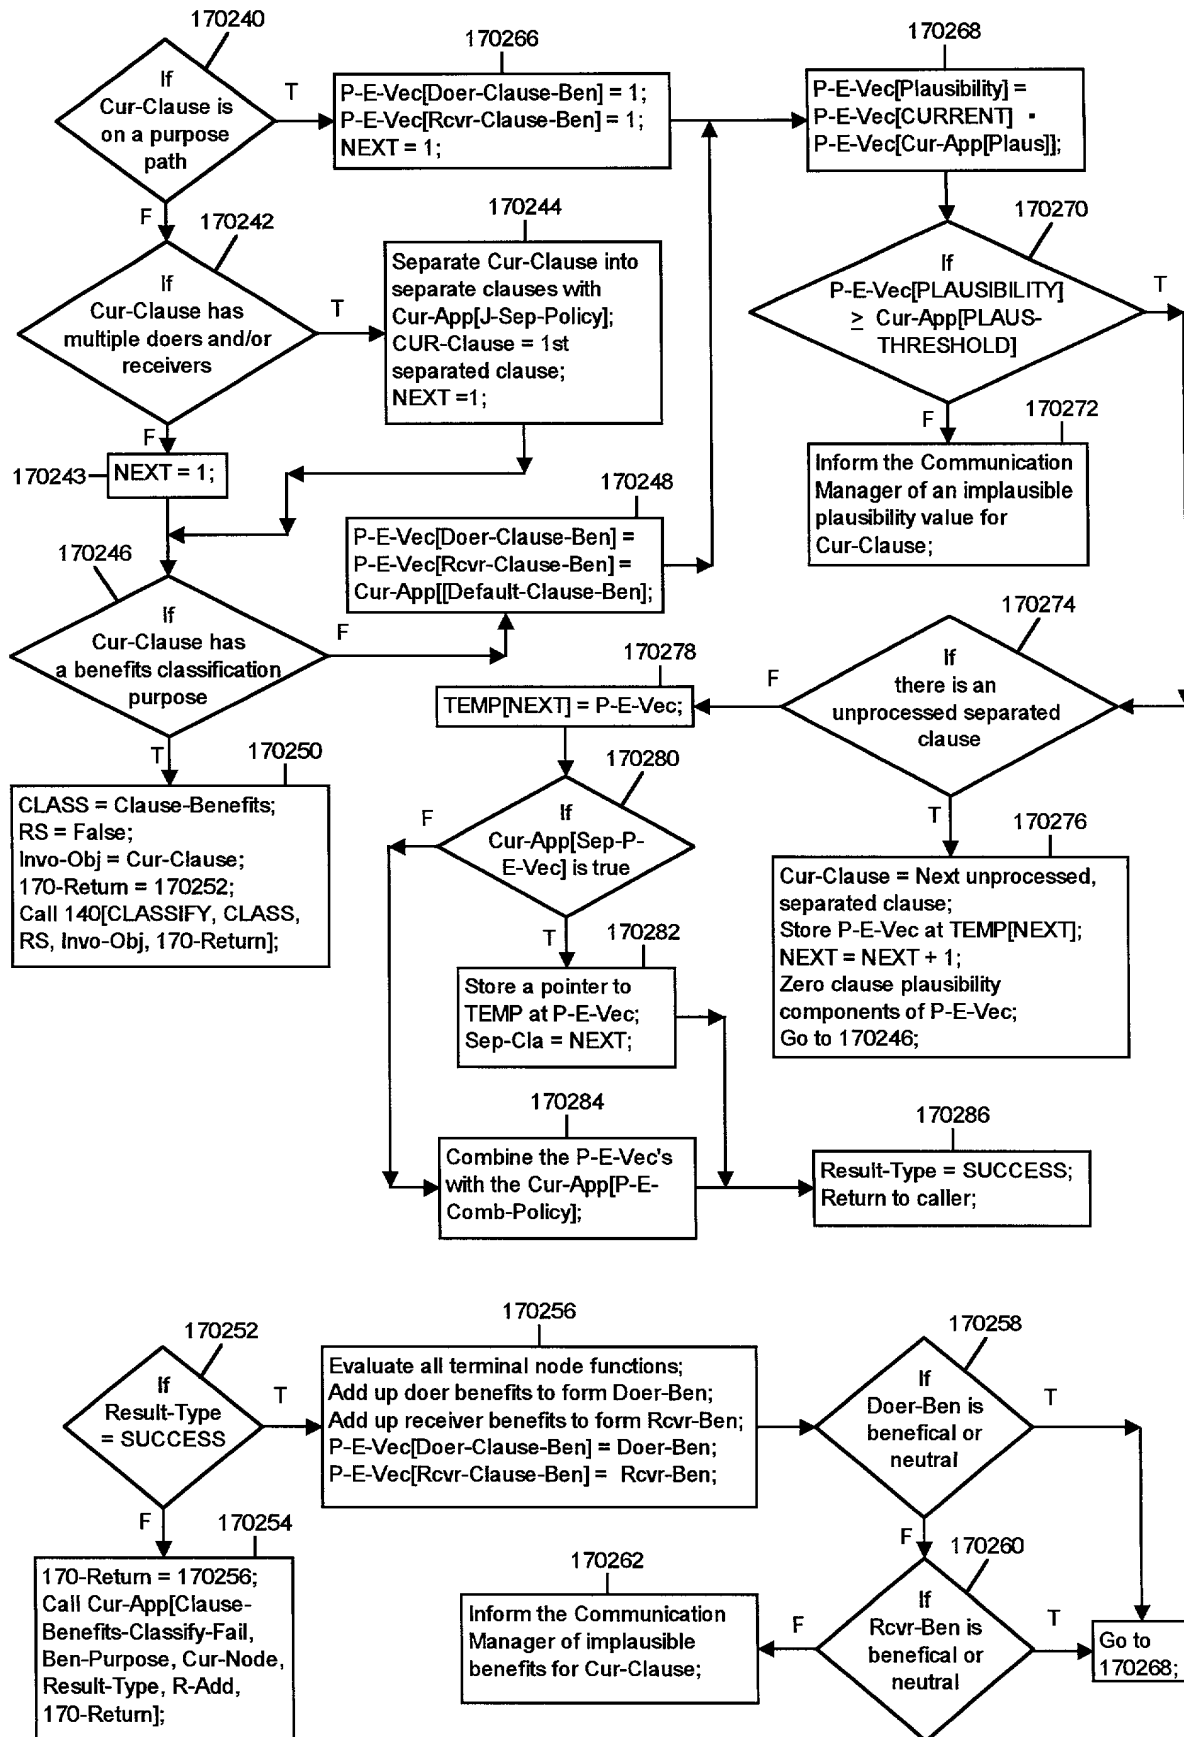 170240
If
Cur-Clause is
on a purpose
path
T
F
170266
P-E-Vec[Doer-Clause-Ben] = 1;
P-E-Vec[Rcvr-Clause-Ben] = 1;
NEXT = 1;
170268
P-E-Vec[Plausibility] =
P-E-Vec[CURRENT] ·
P-E-Vec[Cur-App[Plaus]];
170242
If
Cur-Clause has
multiple doers and/or
receivers
T
F
170244
Separate Cur-Clause into
separate clauses with
Cur-App[J-Sep-Policy];
CUR-Clause = 1st
separated clause;
NEXT =1;
170270
If
P-E-Vec[PLAUSIBILITY]
≥ Cur-App[PLAUS-
THRESHOLD]
T
F
170243
NEXT = 1;
170272
Inform the Communication
Manager of an implausible
plausibility value for
Cur-Clause;
170248
P-E-Vec[Doer-Clause-Ben] =
P-E-Vec[Rcvr-Clause-Ben] =
Cur-App[[Default-Clause-Ben];
170246
If
Cur-Clause has
a benefits classification
purpose
F
T
170274
If
there is an
unprocessed separated
clause
F
T
170278
TEMP[NEXT] = P-E-Vec;
170250
CLASS = Clause-Benefits;
RS = False;
Invo-Obj = Cur-Clause;
170-Return = 170252;
Call 140[CLASSIFY, CLASS,
RS, Invo-Obj, 170-Return];
170280
If
Cur-App[Sep-P-
E-Vec] is true
F
T
170276
Cur-Clause = Next unprocessed,
separated clause;
Store P-E-Vec at TEMP[NEXT];
NEXT = NEXT + 1;
Zero clause plausibility
components of P-E-Vec;
Go to 170246;
170282
Store a pointer to
TEMP at P-E-Vec;
Sep-Cla = NEXT;
170284
Combine the P-E-Vec's
with the Cur-App[P-E-
Comb-Policy];
170286
Result-Type = SUCCESS;
Return to caller;
170252
If
Result-Type
= SUCCESS
T
F
170256
Evaluate all terminal node functions;
Add up doer benefits to form Doer-Ben;
Add up receiver benefits to form Rcvr-Ben;
P-E-Vec[Doer-Clause-Ben] = Doer-Ben;
P-E-Vec[Rcvr-Clause-Ben] = Rcvr-Ben;
170258
If
Doer-Ben is
benefical or
neutral
T
F
170254
170-Return = 170256;
Call Cur-App[Clause-
Benefits-Classify-Fail,
Ben-Purpose, Cur-Node,
Result-Type, R-Add,
170-Return];
170262
Inform the Communication
Manager of implausible
benefits for Cur-Clause;
170260
If
Rcvr-Ben is
benefical or
neutral
F
T
Go to
170268;